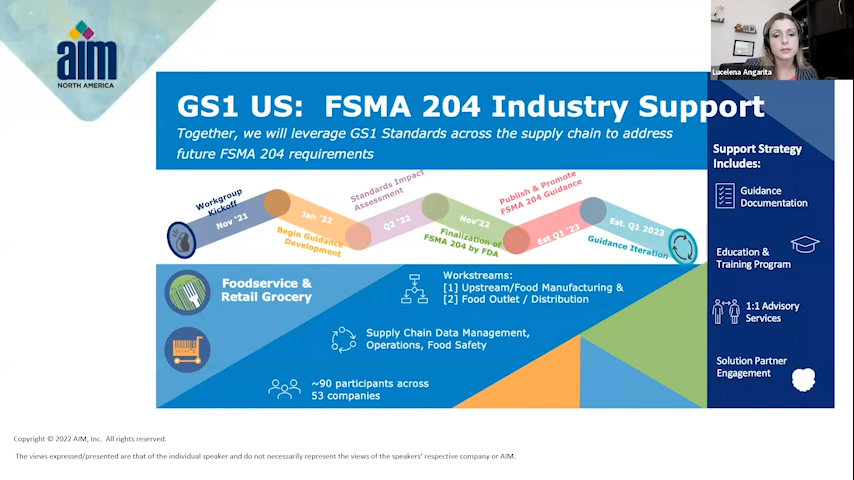 aim
NORTH AMERICA
Lucelena Angarita
GS1 US: FSMA 204 Industry Support
Together, we will leverage GS1 Standards across the supply chain to address
future FSMA 204 requirements
Workgroup
Kickoff
Nov '21
Jan '22
Begin Guidance
Development
Standards Impact
Assessment
Q2 '22
Nov'22
Finalization of
FSMA 204 by FDA
Publish & Promote
FSMA 204 Guidance
Est Q1 '23
Est. Q1 2023
Guidance Iteration
Foodservice &
Retail Grocery
Workstreams:
[1] Upstream/Food Manufacturing &
[2] Food Outlet / Distribution
Supply Chain Data Management,
Operations, Food Safety
~90 participants across
53 companies
Support Strategy
Includes:
Guidance
Documentation
Education &
Training Program
1:1 Advisory
Services
Solution Partner
Engagement
Copyright © 2022 AIM, Inc. All rights reserved.
The views expressed/presented are that of the individual speaker and do not necessarily represent the views of the speakers' respective company or AIM.